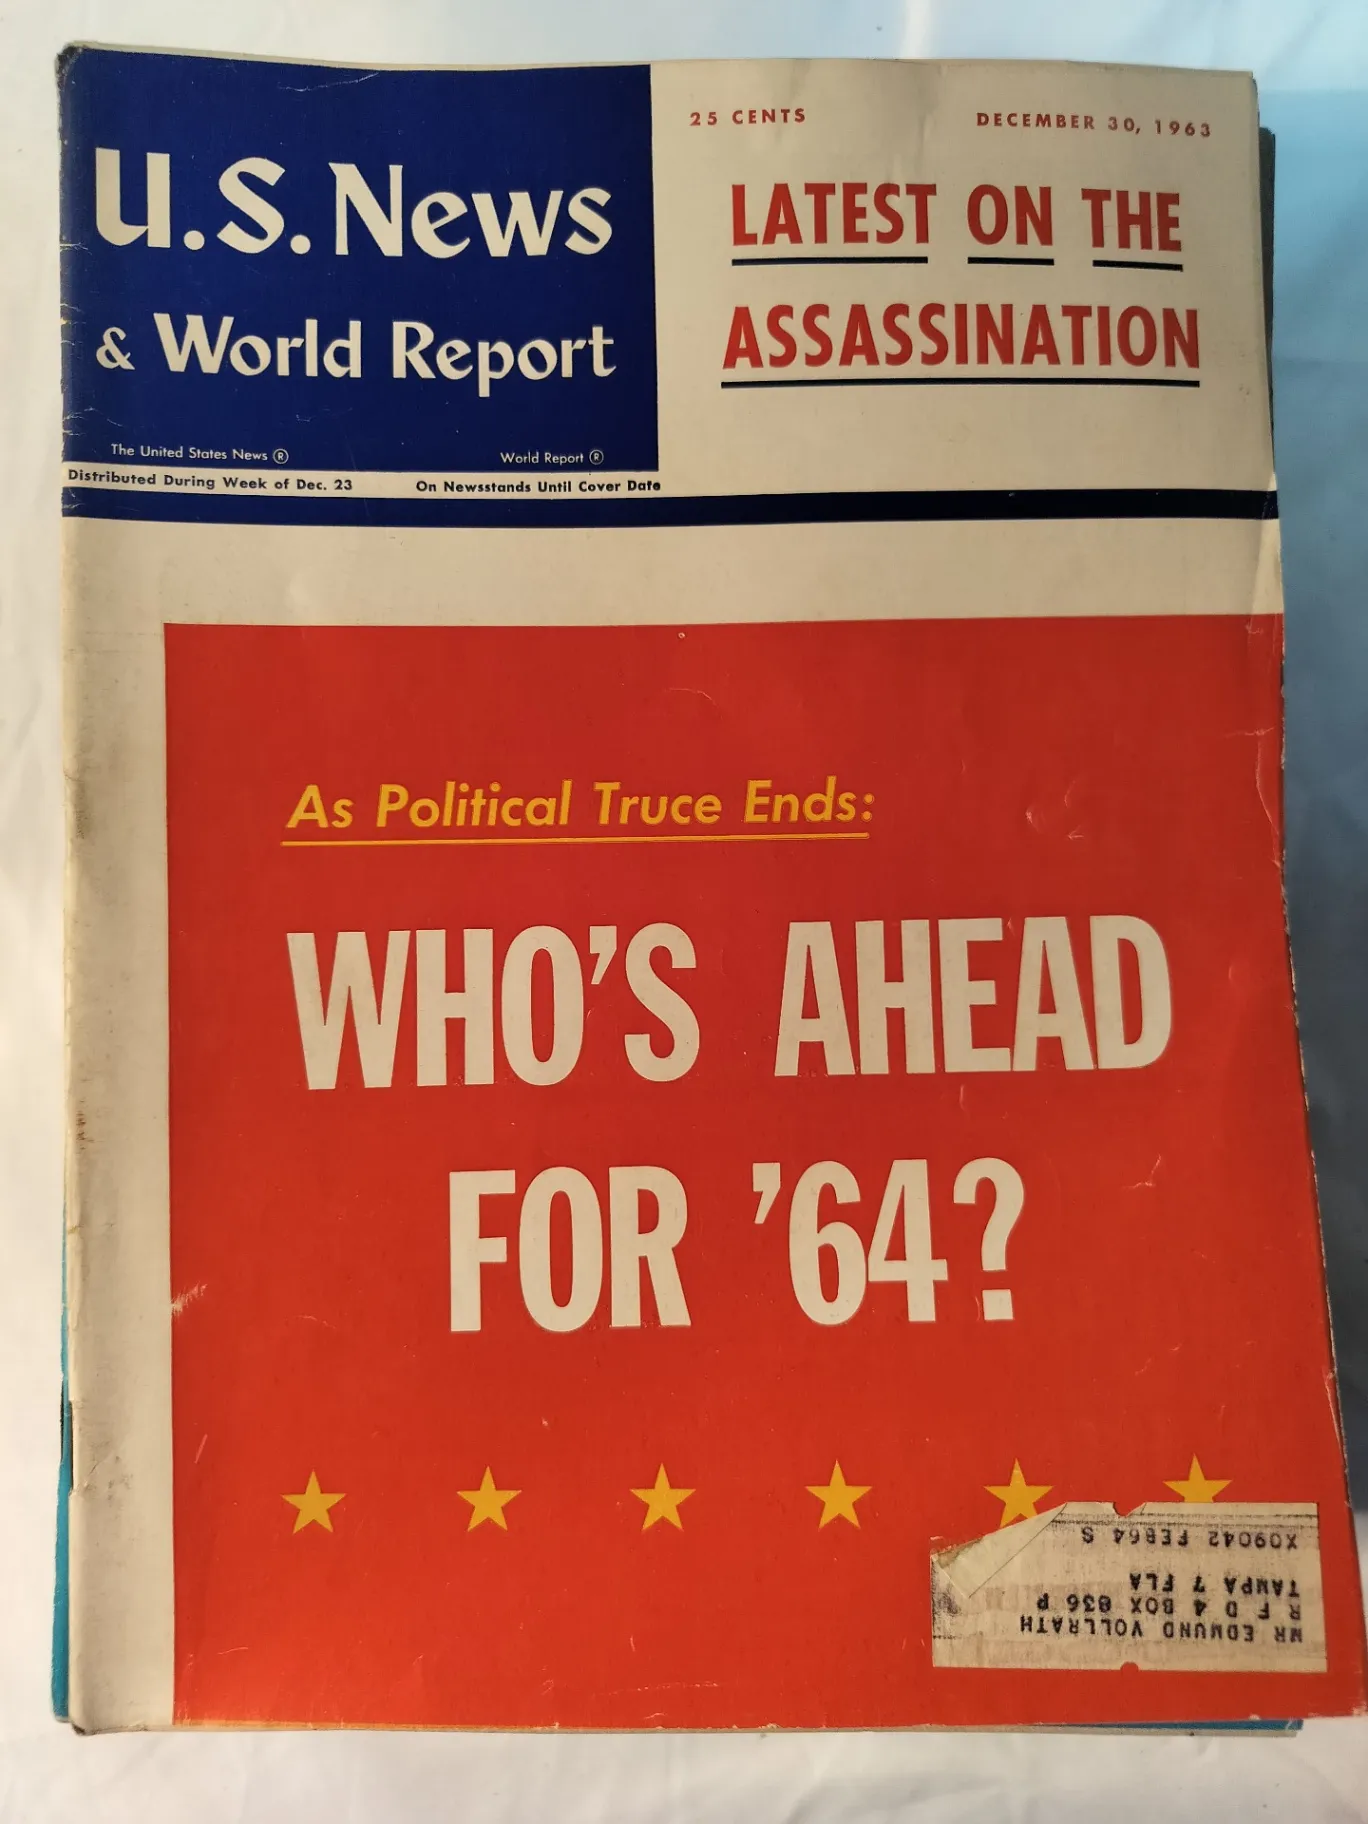 U.S. News
& World Report
The United States News ® World Report ®
Distributed During Week of Dec. 23 On Newsstands Until Cover Date
25 CENTS DECEMBER 30, 1963
LATEST ON THE
ASSASSINATION
As Political Truce Ends:
WHO'S AHEAD
FOR '64?
MR EDMUND VOLLRATH
R F D 4 BOX 836 P
TAMPA 7 FLA
X09042 FEB64 S